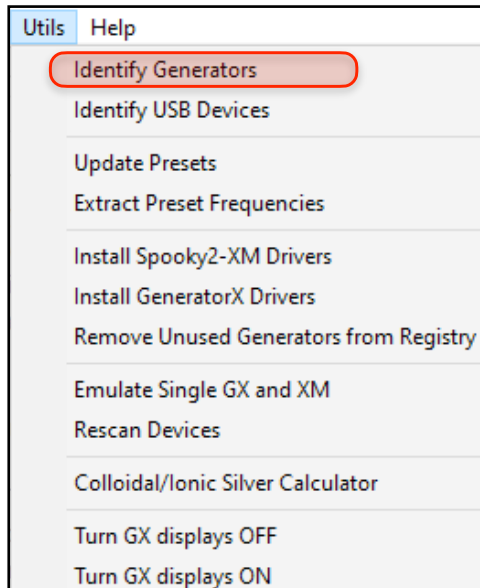 Utils Help
Identify Generators
Identify USB Devices
Update Presets
Extract Preset Frequencies
Install Spooky2-XM Drivers
Install GeneratorX Drivers
Remove Unused Generators from Registry
Emulate Single GX and XM
Rescan Devices
Colloidal/Ionic Silver Calculator
Turn GX displays OFF
Turn GX displays ON